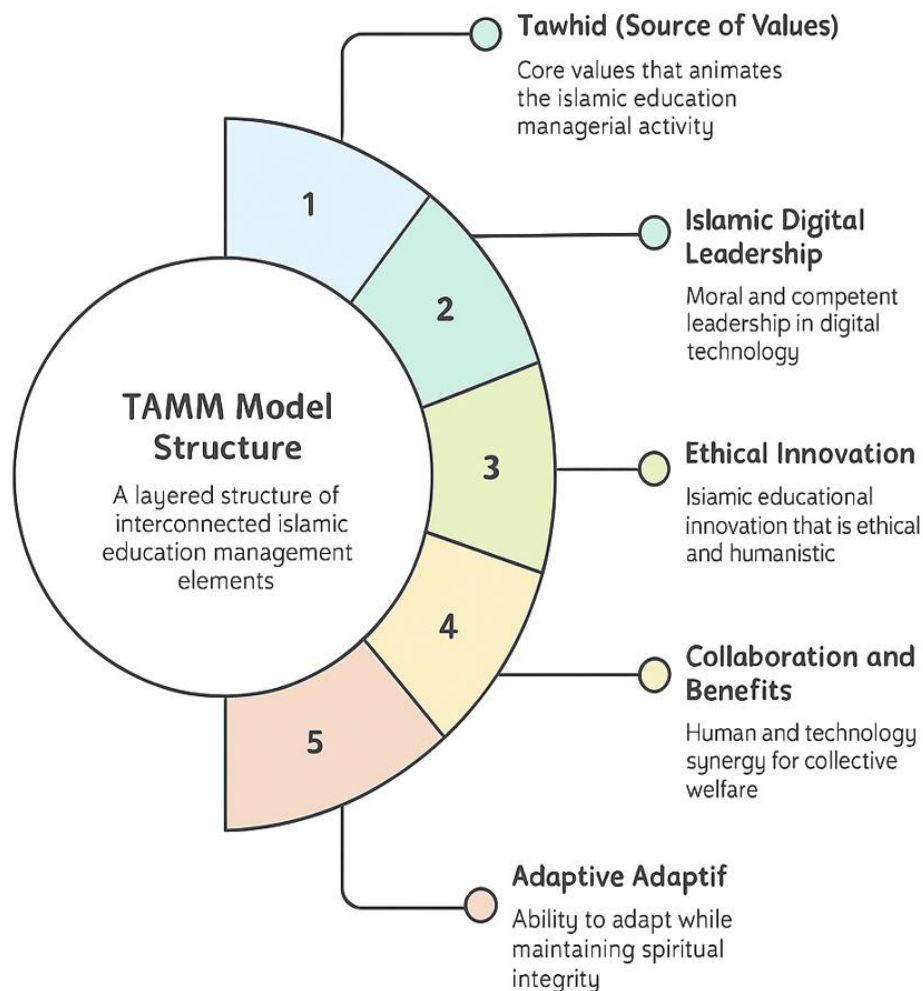 Tawhid (Source of Values)
Core values that animates
the islamic education
managerial activity
1
Islamic Digital
Leadership
Moral and competent
leadership in digital
technology
2
TAMM Model
Structure
A layered structure of
interconnected islamic
education management
elements
3
Ethical Innovation
Isiamic educational
innovation that is ethical
and humanistic
4
Collaboration and
Benefits
Human and technology
synergy for collective
welfare
5
Adaptive Adaptif
Ability to adapt while
maintaining spiritual
integrity